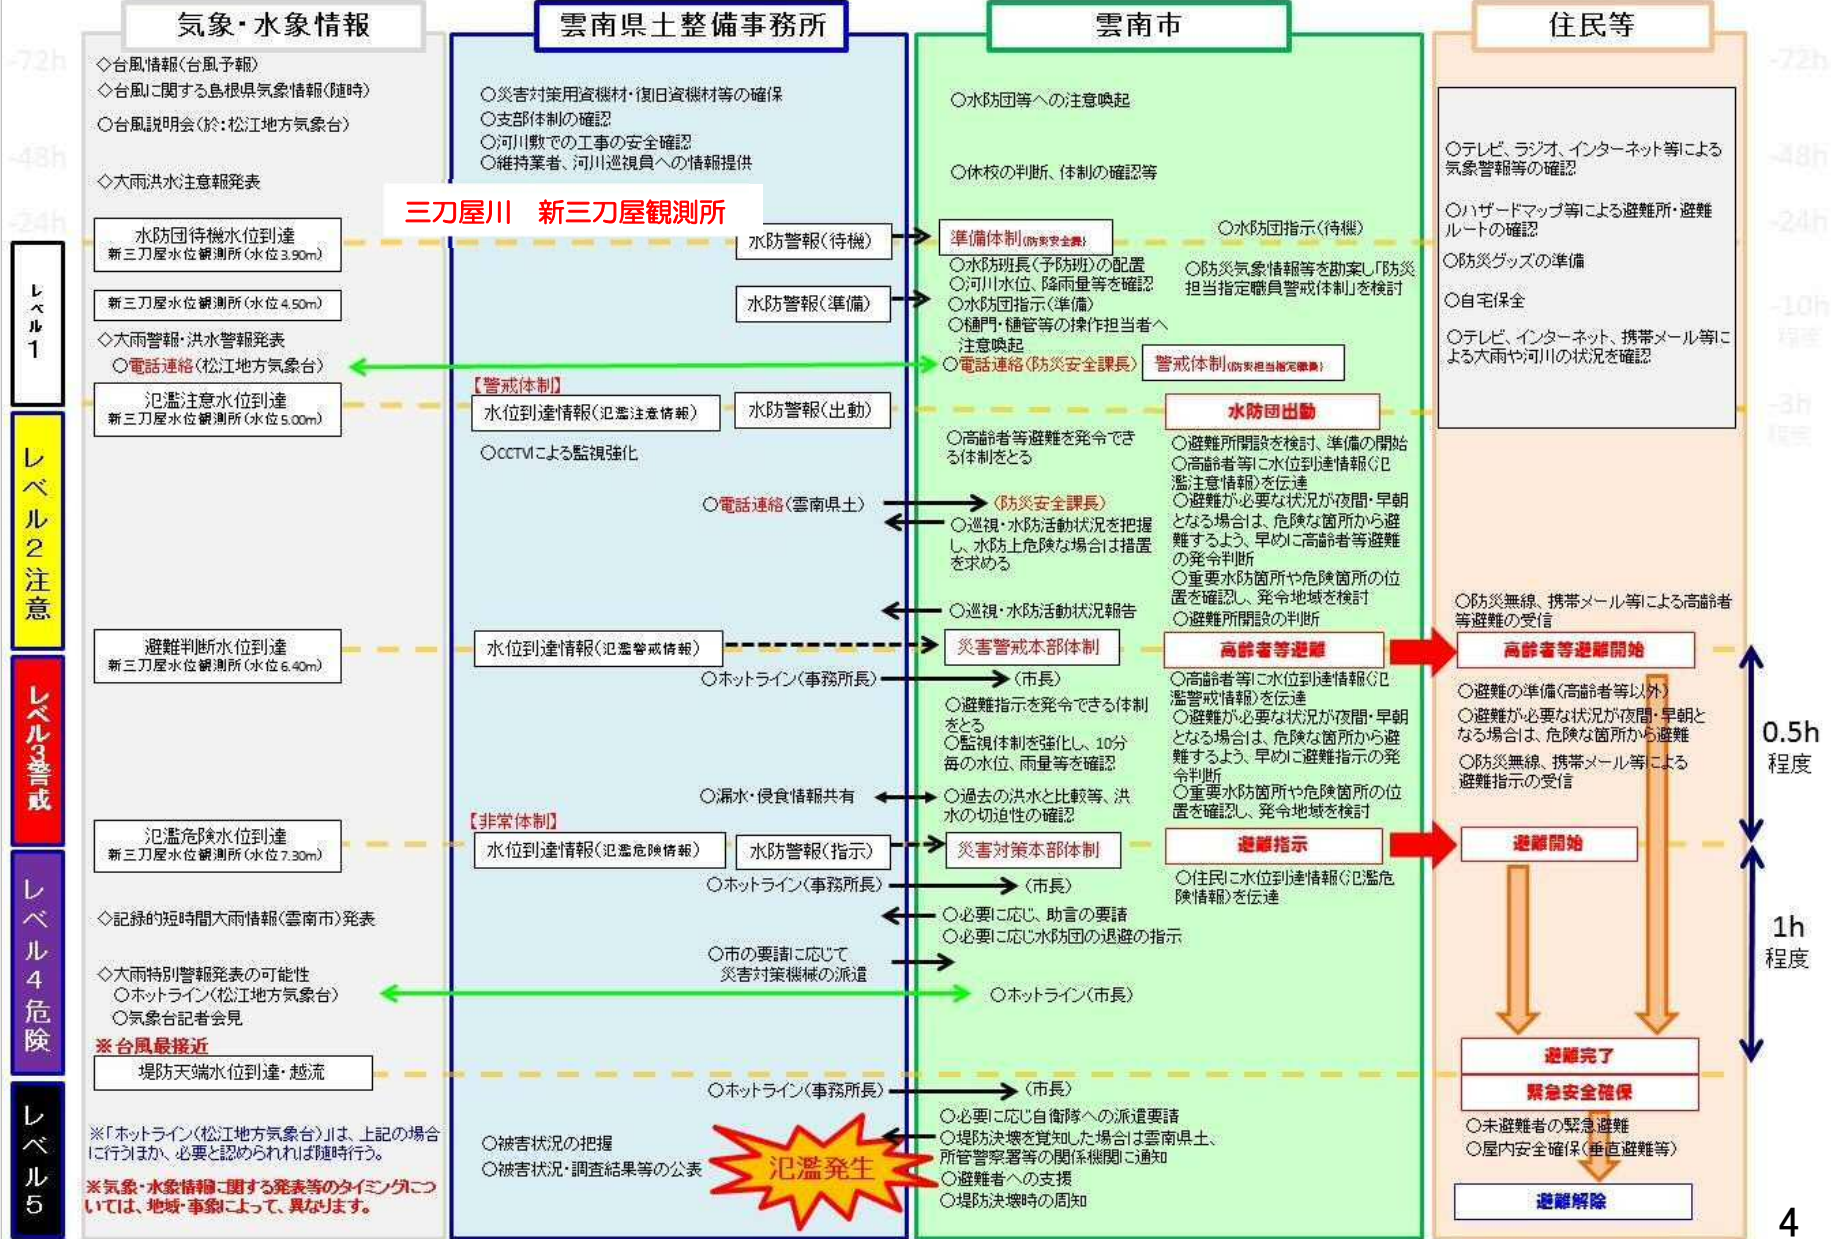 気象・水象情報
雲南県土整備事務所
雲南市
住民等
-72h
-48h
-24h
レベル1
レベル2注意
レベル3警戒
レベル4危険
レベル5
◇台風情報(台風予報)
◇台風に関する島根県気象情報(随時)
○台風説明会(於:松江地方気象台)
◇大雨洪水注意報発表
水防団待機水位到達
新三刀屋水位観測所(水位3.90m)
新三刀屋水位観測所(水位4.50m)
◇大雨警報・洪水警報発表
○電話連絡(松江地方気象台)
氾濫注意水位到達
新三刀屋水位観測所(水位5.00m)
避難判断水位到達
新三刀屋水位観測所(水位6.40m)
氾濫危険水位到達
新三刀屋水位観測所(水位7.30m)
◇記録的短時間大雨情報(雲南市)発表
◇大雨特別警報発表の可能性
○ホットライン(松江地方気象台)
○気象台記者会見
※台風最接近
堤防天端水位到達・越流
※「ホットライン(松江地方気象台)」は、上記の場合
に行うほか、必要と認められれば随時行う。
※気象・水象情報に関する発表等のタイミングにつ
いては、地域・事象によって、異なります。
○災害対策用資機材・復旧資機材等の確保
○支部体制の確認
○河川敷での工事の安全確認
○維持業者、河川巡視員への情報提供
三刀屋川 新三刀屋観測所
水防警報(待機)
水防警報(準備)
【警戒体制】
水位到達情報(氾濫注意情報)
水防警報(出動)
○CCTVによる監視強化
○電話連絡(雲南県土)
水位到達情報(氾濫警戒情報)
○ホットライン(事務所長)
○漏水・侵食情報共有
【非常体制】
水位到達情報(氾濫危険情報)
水防警報(指示)
○ホットライン(事務所長)
○市の要請に応じて
災害対策機械の派遣
○ホットライン(事務所長)
○被害状況の把握
○被害状況・調査結果等の公表
氾濫発生
○水防団等への注意喚起
○休校の判断、体制の確認等
準備体制(防災安全課)
○水防班長(予防班)の配置
○河川水位、降雨量等を確認
○水防団指示(準備)
○樋門・樋管等の操作担当者へ
注意喚起
○電話連絡(防災安全課長)
○水防団指示(待機)
○防災気象情報等を勘案し「防災
担当指定職員警戒体制」を検討
警戒体制(防災担当指定職員)
水防団出動
○高齢者等避難を発令でき
る体制をとる
(防災安全課長)
○巡視・水防活動状況を把握
し、水防上危険な場合は措置
を求める
○巡視・水防活動状況報告
○避難所開設を検討、準備の開始
○高齢者等に水位到達情報(氾
濫注意情報)を伝達
○避難が必要な状況が夜間・早朝
となる場合は、危険な箇所から避
難するよう、早めに高齢者等避難
の発令判断
○重要水防箇所や危険箇所の位
置を確認し、発令地域を検討
○避難所開設の判断
災害警戒本部体制
高齢者等避難
(市長)
○避難指示を発令できる体制
をとる
○監視体制を強化し、10分
毎の水位、雨量等を確認
○過去の洪水と比較等、洪
水の切迫性の確認
○高齢者等に水位到達情報(氾
濫警戒情報)を伝達
○避難が必要な状況が夜間・早朝
となる場合は、危険な箇所から避
難するよう、早めに避難指示の発
令判断
○重要水防箇所や危険箇所の位
置を確認し、発令地域を検討
災害対策本部体制
避難指示
(市長)
○住民に水位到達情報(氾濫危
険情報)を伝達
○必要に応じ、助言の要請
○必要に応じ水防団の退避の指示
○ホットライン(市長)
(市長)
○必要に応じ自衛隊への派遣要請
○堤防決壊を覚知した場合は雲南県土、
所管警察署等の関係機関に通知
○避難者への支援
○堤防決壊時の周知
○テレビ、ラジオ、インターネット等による
気象警報等の確認
○ハザードマップ等による避難所・避難
ルートの確認
○防災グッズの準備
○自宅保全
○テレビ、インターネット、携帯メール等に
よる大雨や河川の状況を確認
○防災無線、携帯メール等による高齢者
等避難の受信
高齢者等避難開始
○避難の準備(高齢者等以外)
○避難が必要な状況が夜間・早朝と
なる場合は、危険な箇所から避難
○防災無線、携帯メール等による
避難指示の受信
避難開始
避難完了
緊急安全確保
○未避難者の緊急避難
○屋内安全確保(垂直避難等)
避難解除
-72h
-48h
-24h
-10h
程度
-3h
程度
0.5h
程度
1h
程度
4